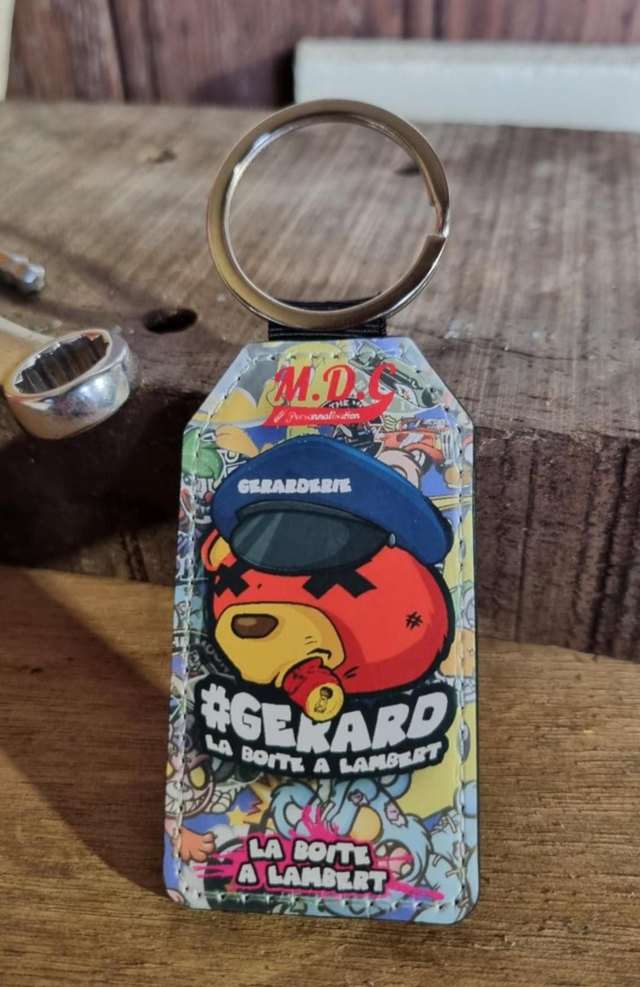 M.D.G
Personnalisation
GERARDERIE
#GERARD
LA BOITE A LAMBERT
LA BOITE
A LAMBERT